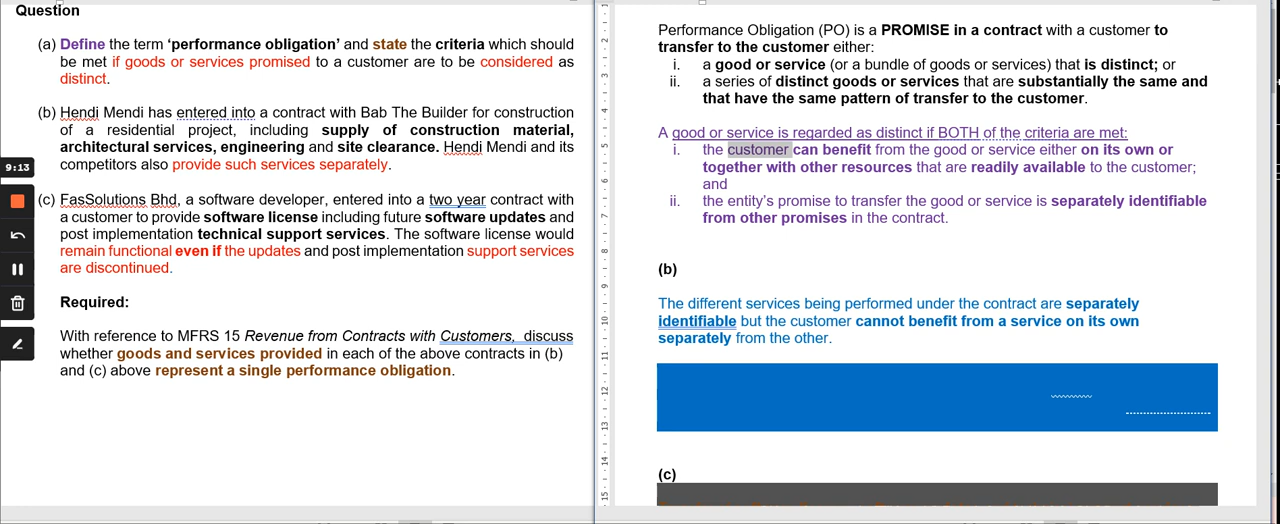 Question
(a) Define the term ‘performance obligation’ and state the criteria which should
be met if goods or services promised to a customer are to be considered as
distinct.
(b) Hendi Mendi has entered into a contract with Bab The Builder for construction
of a residential project, including supply of construction material,
architectural services, engineering and site clearance. Hendi Mendi and its
competitors also provide such services separately.
9:13
(c) FasSolutions Bhd, a software developer, entered into a two year contract with
a customer to provide software license including future software updates and
post implementation technical support services. The software license would
remain functional even if the updates and post implementation support services
are discontinued.
Required:
With reference to MFRS 15 Revenue from Contracts with Customers, discuss
whether goods and services provided in each of the above contracts in (b)
and (c) above represent a single performance obligation.
Performance Obligation (PO) is a PROMISE in a contract with a customer to
transfer to the customer either:
i. a good or service (or a bundle of goods or services) that is distinct; or
ii. a series of distinct goods or services that are substantially the same and
that have the same pattern of transfer to the customer.
A good or service is regarded as distinct if BOTH of the criteria are met:
i. the customer can benefit from the good or service either on its own or
together with other resources that are readily available to the customer;
and
ii. the entity’s promise to transfer the good or service is separately identifiable
from other promises in the contract.
(b)
The different services being performed under the contract are separately
identifiable but the customer cannot benefit from a service on its own
separately from the other.
(c)